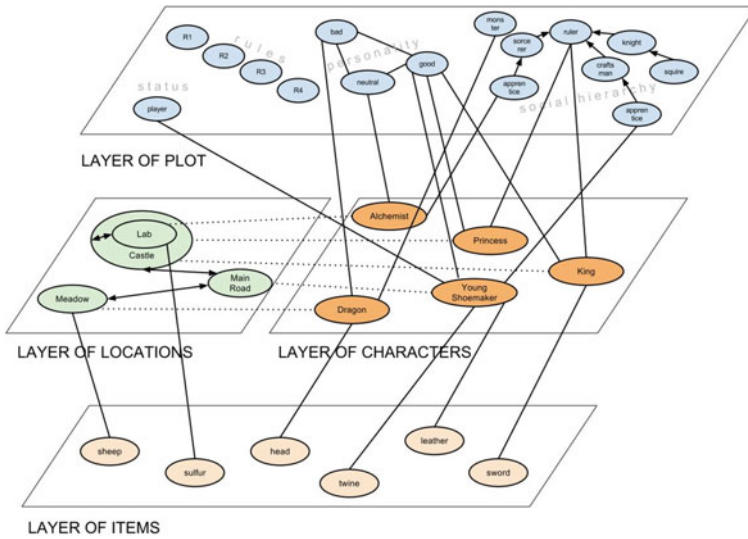 R1
R2
R3
R4
rules
status
player
bad
good
neutral
personality
mons
ter
sorce
rer
appren
tice
ruler
knight
crafts
man
squire
appren
tice
social hierarchy
LAYER OF PLOT
Lab
Castle
Main
Road
Meadow
LAYER OF LOCATIONS
Alchemist
Princess
King
Young
Shoemaker
Dragon
LAYER OF CHARACTERS
sheep
sulfur
head
twine
leather
sword
LAYER OF ITEMS